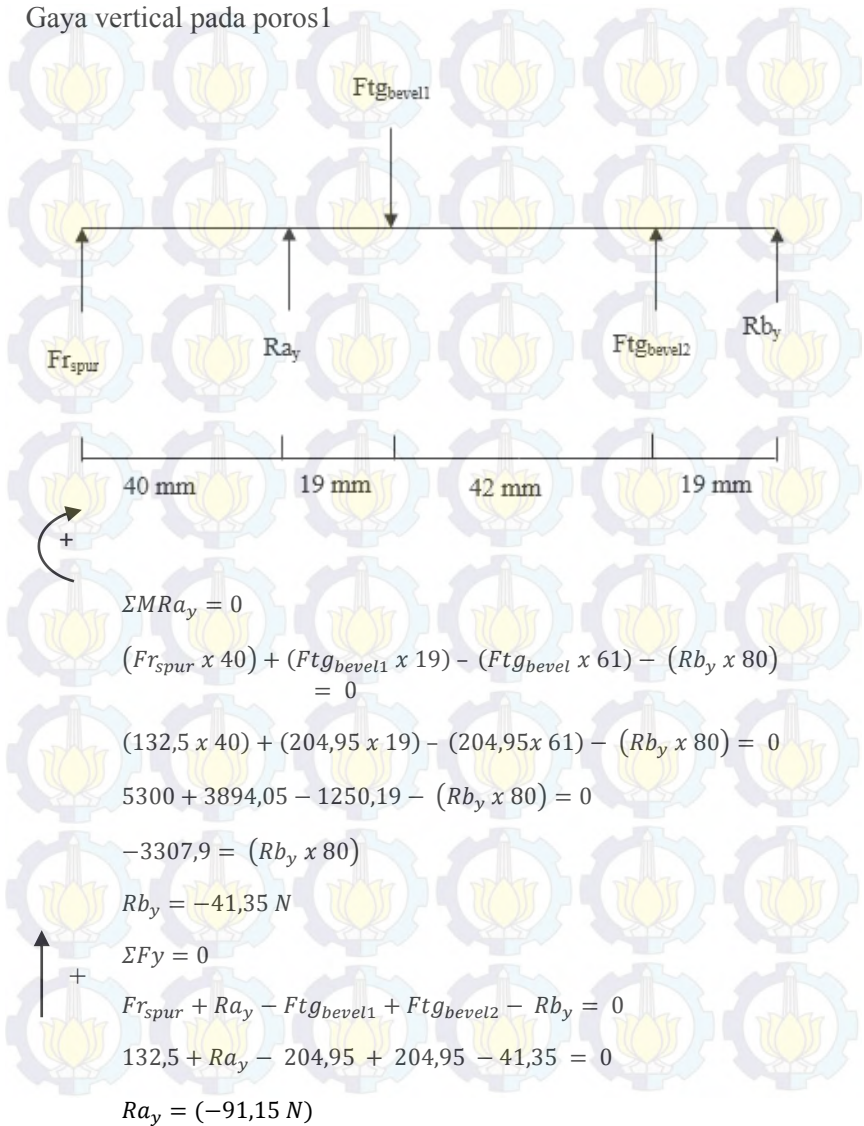 Gaya vertical pada poros1
Ftg_bevel1
Fr_spur
Ra_y
Ftg_bevel2
Rb_y
40 mm 19 mm 42 mm 19 mm
+
ΣMRa_y = 0
(Fr_spur x 40) + (Ftg_bevel1 x 19) – (Ftg_bevel x 61) − (Rb_y x 80)
= 0
(132,5 x 40) + (204,95 x 19) – (204,95x 61) − (Rb_y x 80) = 0
5300 + 3894,05 − 1250,19 − (Rb_y x 80) = 0
−3307,9 = (Rb_y x 80)
Rb_y = −41,35 N
ΣFy = 0
+
Fr_spur + Ra_y − Ftg_bevel1 + Ftg_bevel2 − Rb_y = 0
132,5 + Ra_y − 204,95 + 204,95 − 41,35 = 0
Ra_y = (−91,15 N)